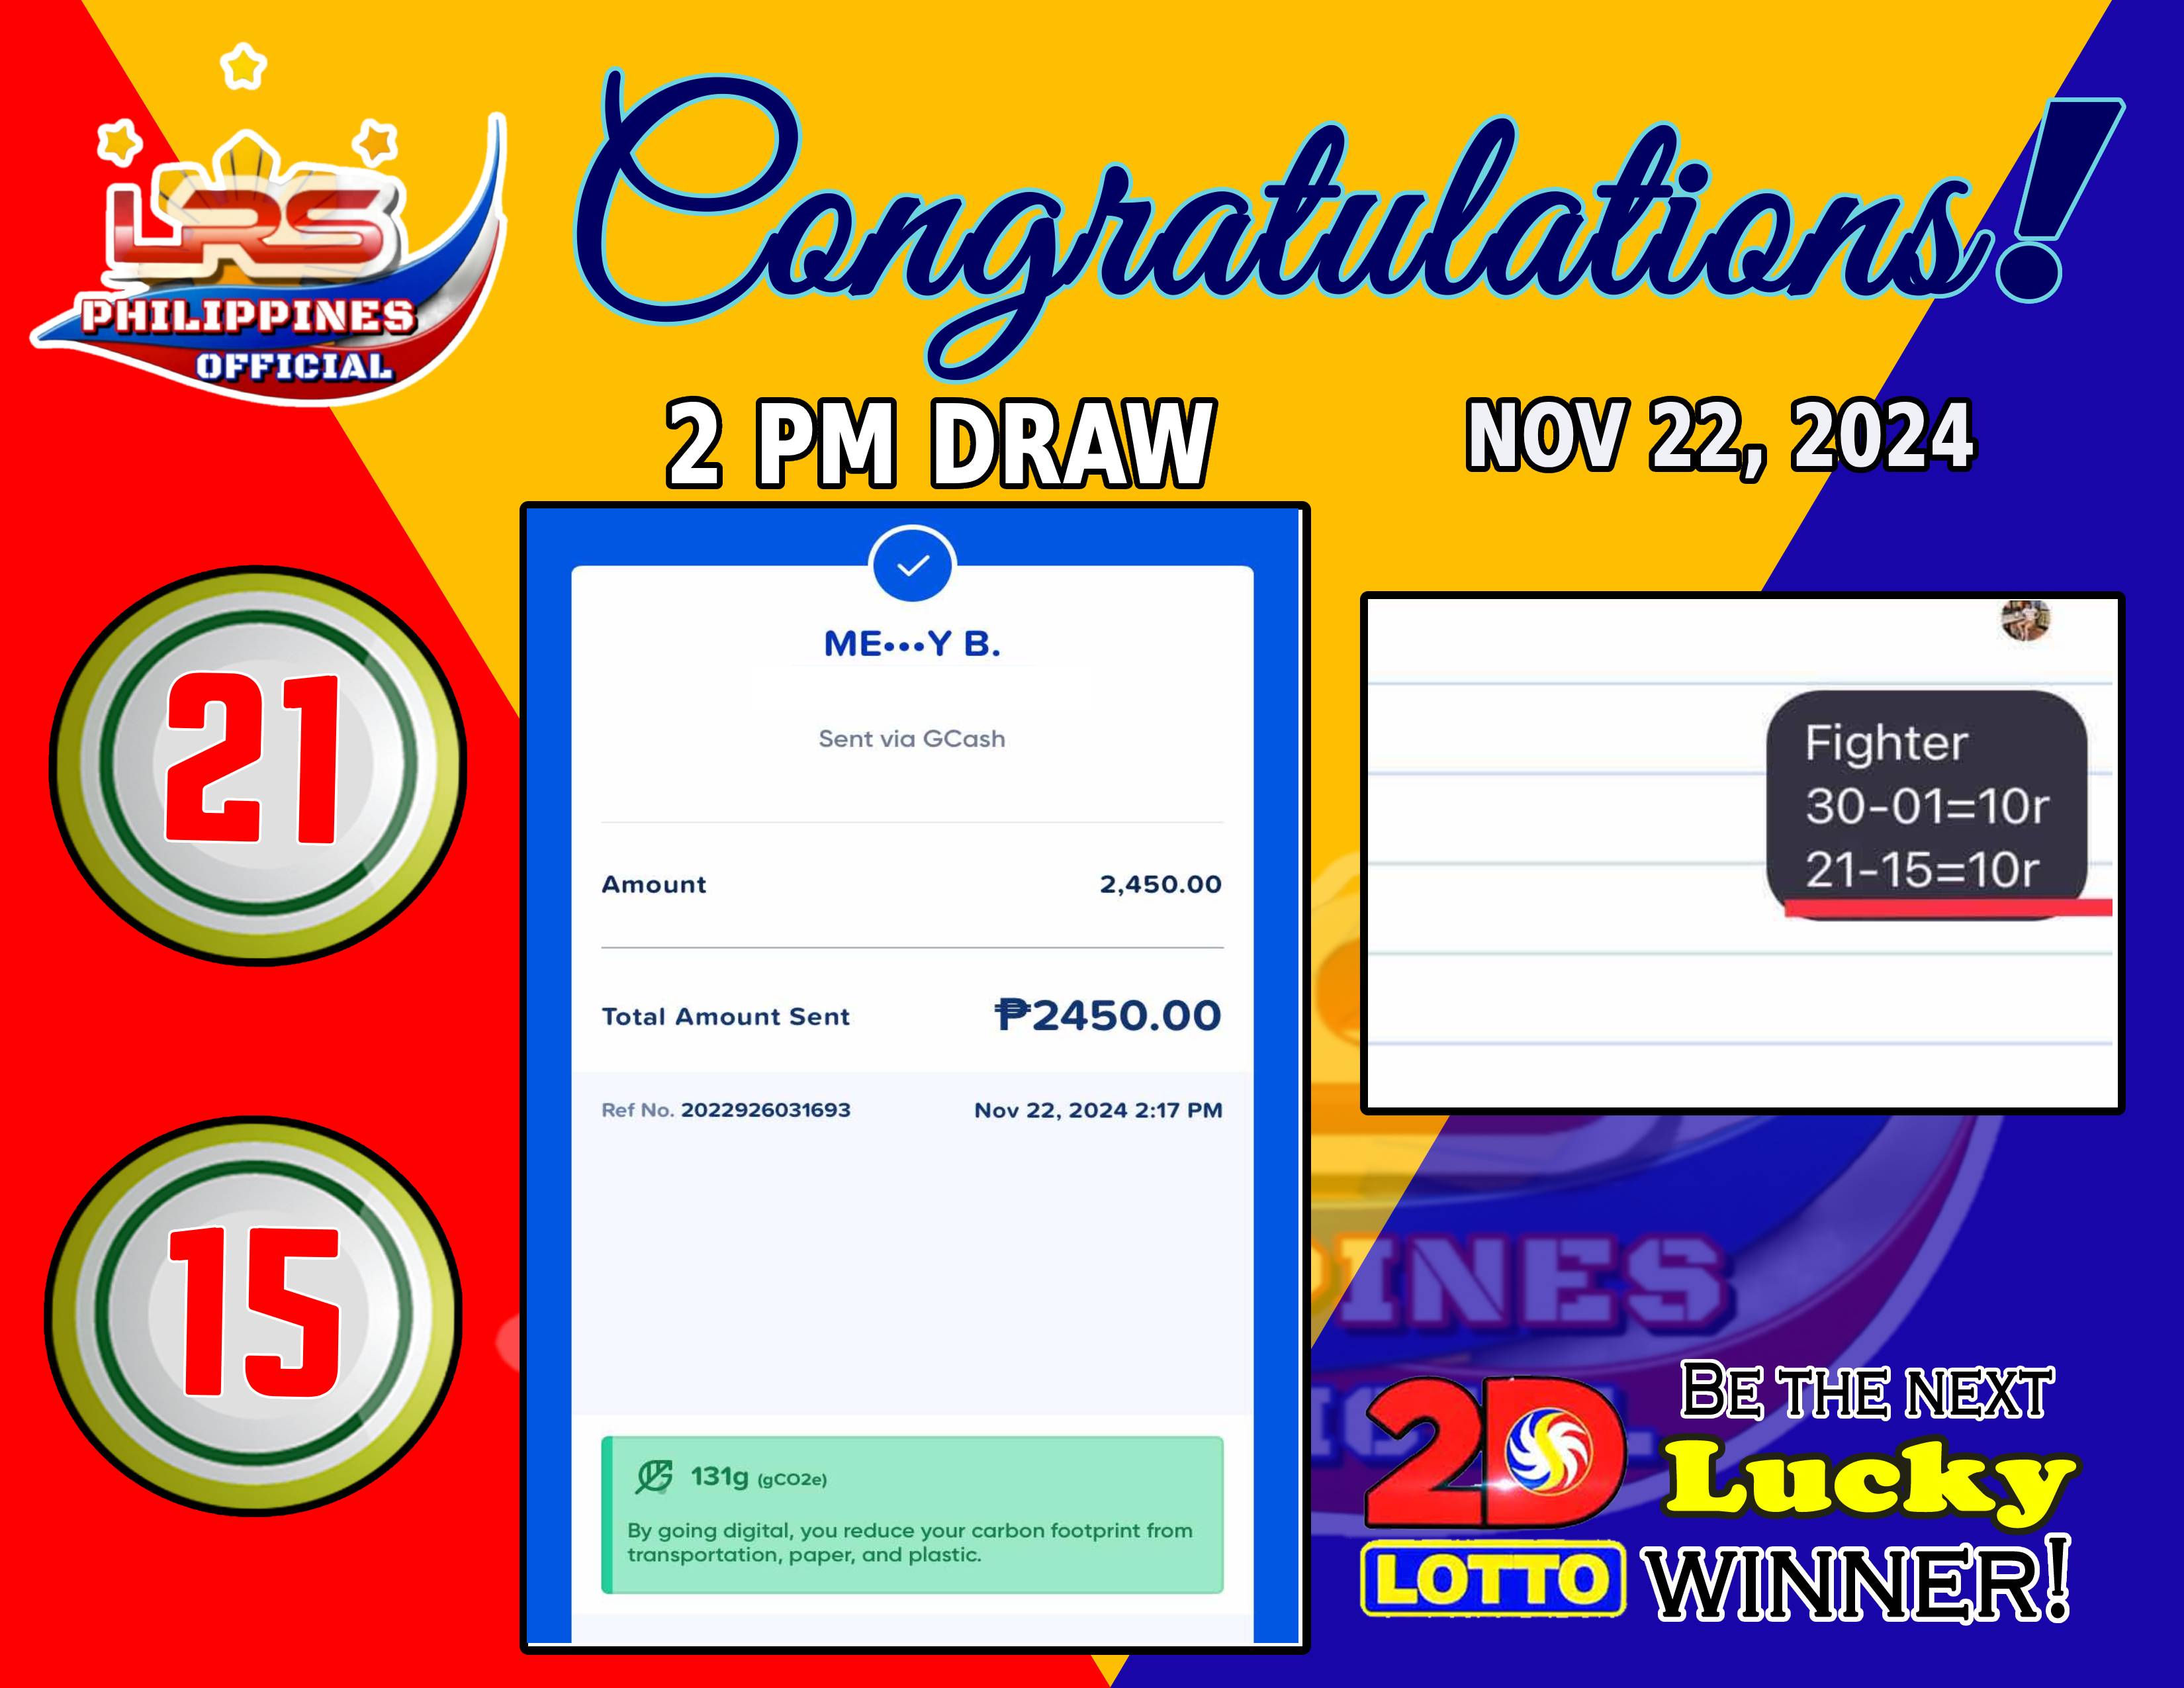 LRS
PHILIPPINES
OFFICIAL
Congratulations!
2 PM DRAW
NOV 22, 2024
21
15
ME•••Y B.
Sent via GCash
Amount 2,450.00
Total Amount Sent ₱2450.00
Ref No. 2022926031693 Nov 22, 2024 2:17 PM
131g (gCO2e)
By going digital, you reduce your carbon footprint from
transportation, paper, and plastic.
Fighter
30-01=10r
21-15=10r
PINES
2D
LOTTO
BE THE NEXT
Lucky
WINNER!